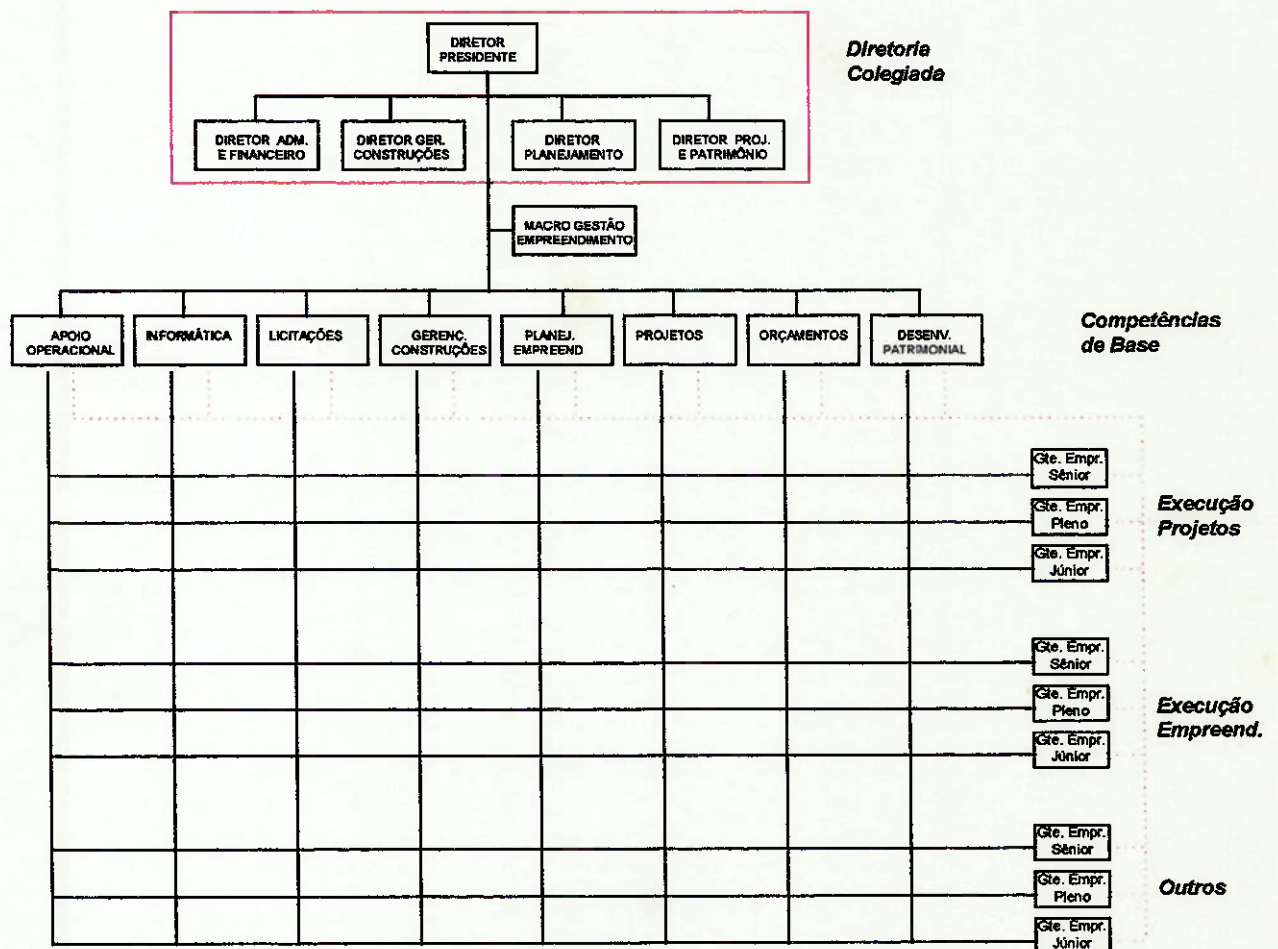 DIRETOR
PRESIDENTE
Diretoria
Colegiada
DIRETOR ADM.
E FINANCEIRO
DIRETOR GER.
CONSTRUÇÕES
DIRETOR
PLANEJAMENTO
DIRETOR PROJ.
E PATRIMÔNIO
MACRO GESTÃO
EMPREENDIMENTO
APOIO
OPERACIONAL
INFORMÁTICA
LICITAÇÕES
GERENC.
CONSTRUÇÕES
PLANEJ.
EMPREEND
PROJETOS
ORÇAMENTOS
DESENV.
PATRIMONIAL
Competências
de Base
Gte. Empr.
Sênior
Gte. Empr.
Pleno
Gte. Empr.
Júnior
Execução
Projetos
Gte. Empr.
Sênior
Gte. Empr.
Pleno
Gte. Empr.
Júnior
Execução
Empreend.
Gte. Empr.
Sênior
Gte. Empr.
Pleno
Gte. Empr.
Júnior
Outros